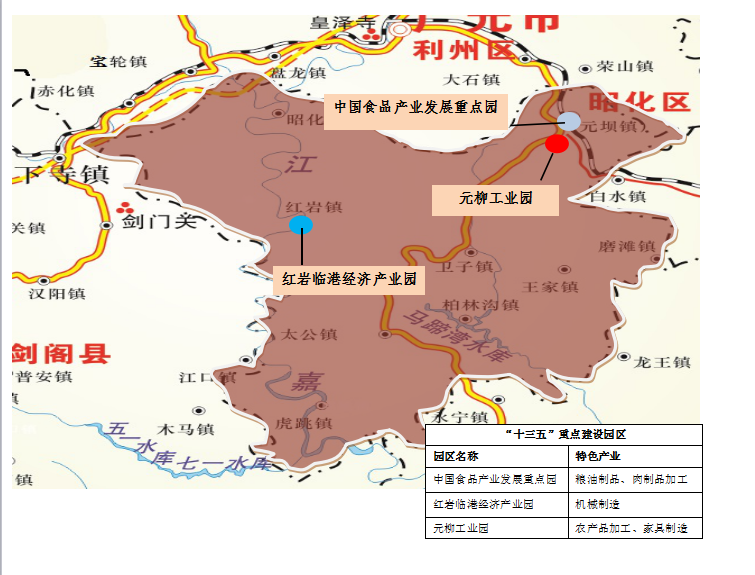 皇泽寺
广元市
利州区
宝轮镇
盘龙镇
大石镇
荣山镇
赤化镇
昭化区
中国食品产业发展重点园
昭化
元坝镇
下寺镇
江
元柳工业园
白水镇
红岩镇
剑门关
关镇
磨滩镇
卫子镇
红岩临港经济产业园
王家镇
汉阳镇
柏林沟镇
马蹄湾水库
太公镇
剑阁县
龙王镇
普安镇
江口镇
嘉
虎跳镇
永宁镇
木马镇
五一水库
七一水库
镇
“十三五”重点建设园区
园区名称 特色产业
中国食品产业发展重点园 粮油制品、肉制品加工
红岩临港经济产业园 机械制造
元柳工业园 农产品加工、家具制造